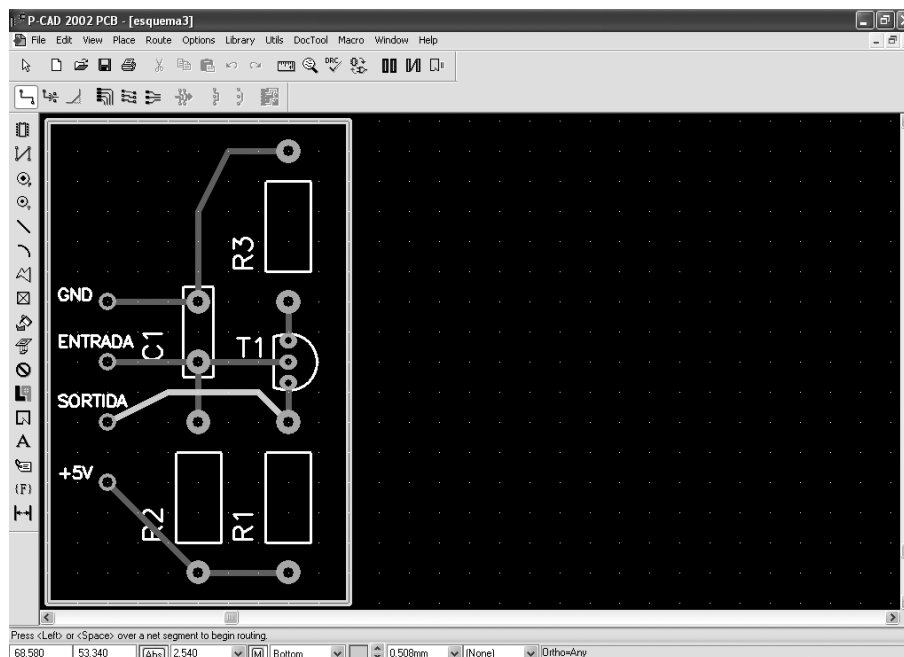 P-CAD 2002 PCB - [esquema3]
File Edit View Place Route Options Library Utils DocTool Macro Window Help
DRC
R3
GND
C1
ENTRADA
T1
SORTIDA
+5V
R2
R1
A
{F}
Press <Left> or <Space> over a net segment to begin routing.
68.580 53.340 Abs 2.540 M Bottom 0.508mm (None) Ortho=Any